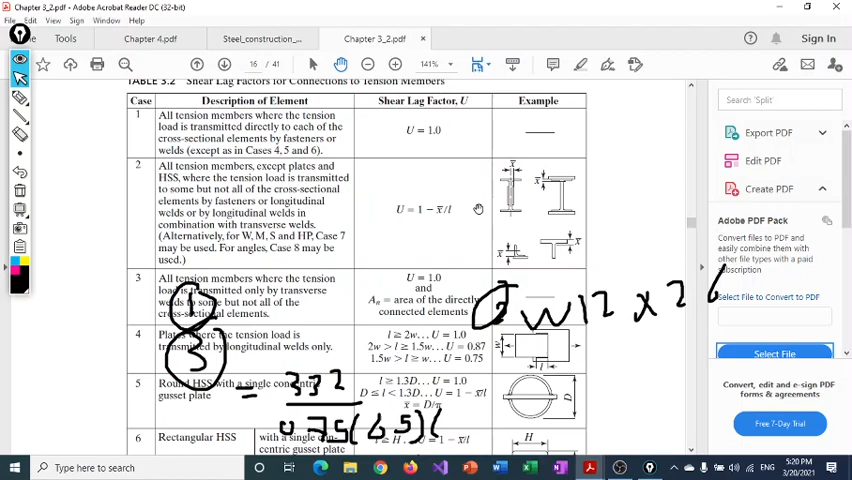 Chapter 3_2.pdf - Adobe Acrobat Reader DC (32-bit)
File Edit View Sign Window Help
Tools
Chapter 4.pdf
Steel_construction_...
Chapter 3_2.pdf
Sign In
16 / 41
141%
TABLE 3.2 Shear Lag Factors for Connections to Tension Members
Case Description of Element Shear Lag Factor, U Example
1 All tension members where the tension
load is transmitted directly to each of the
cross-sectional elements by fasteners or
welds (except as in Cases 4, 5 and 6).
U = 1.0
2 All tension members, except plates and
HSS, where the tension load is transmitted
to some but not all of the cross-sectional
elements by fasteners or longitudinal
welds or by longitudinal welds in
combination with transverse welds.
(Alternatively, for W, M, S and HP, Case 7
may be used. For angles, Case 8 may be
used.)
U = 1 − x̄/l
x̄
x̄
x̄
x̄
3 All tension members where the tension
load is transmitted only by transverse
welds to some but not all of the
cross-sectional elements.
U = 1.0
and
Aₙ = area of the directly
connected elements
4 Plates where the tension load is
transmitted by longitudinal welds only.
l ≥ 2w... U = 1.0
2w > l ≥ 1.5w... U = 0.87
1.5w > l ≥ w... U = 0.75
w
l
5 Round HSS with a single concentric
gusset plate
l ≥ 1.3D... U = 1.0
D ≤ l < 1.3D... U = 1 − x̄/l
x̄ = D/π
D
6 Rectangular HSS with a single con-
centric gusset plate
l ≥ H... U = 1 − x̄/l
H
1
3
W12 x 2
= 332
0.75(65)(
Search 'Split'
Export PDF
Edit PDF
Create PDF
Adobe PDF Pack
Convert files to PDF and
easily combine them with
other file types with a paid
subscription
Select File to Convert to PDF
Select File
Convert, edit and e-sign PDF
forms & agreements
Free 7-Day Trial
Type here to search
ENG
5:20 PM
3/20/2021